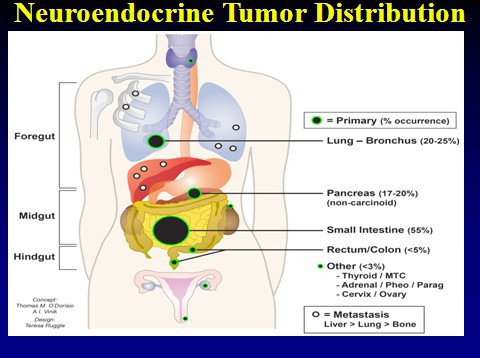 Neuroendocrine Tumor Distribution
Foregut
Midgut
Hindgut
= Primary (% occurrence)
Lung – Bronchus (20-25%)
Pancreas (17-20%)
(non-carcinoid)
Small Intestine (55%)
Rectum/Colon (<5%)
Other (<3%)
- Thyroid / MTC
- Adrenal / Pheo / Parag
- Cervix / Ovary
= Metastasis
Liver > Lung > Bone
Concept:
Thomas M. O'Dorisio
A.I. Vinik
Design:
Teresa Ruggle